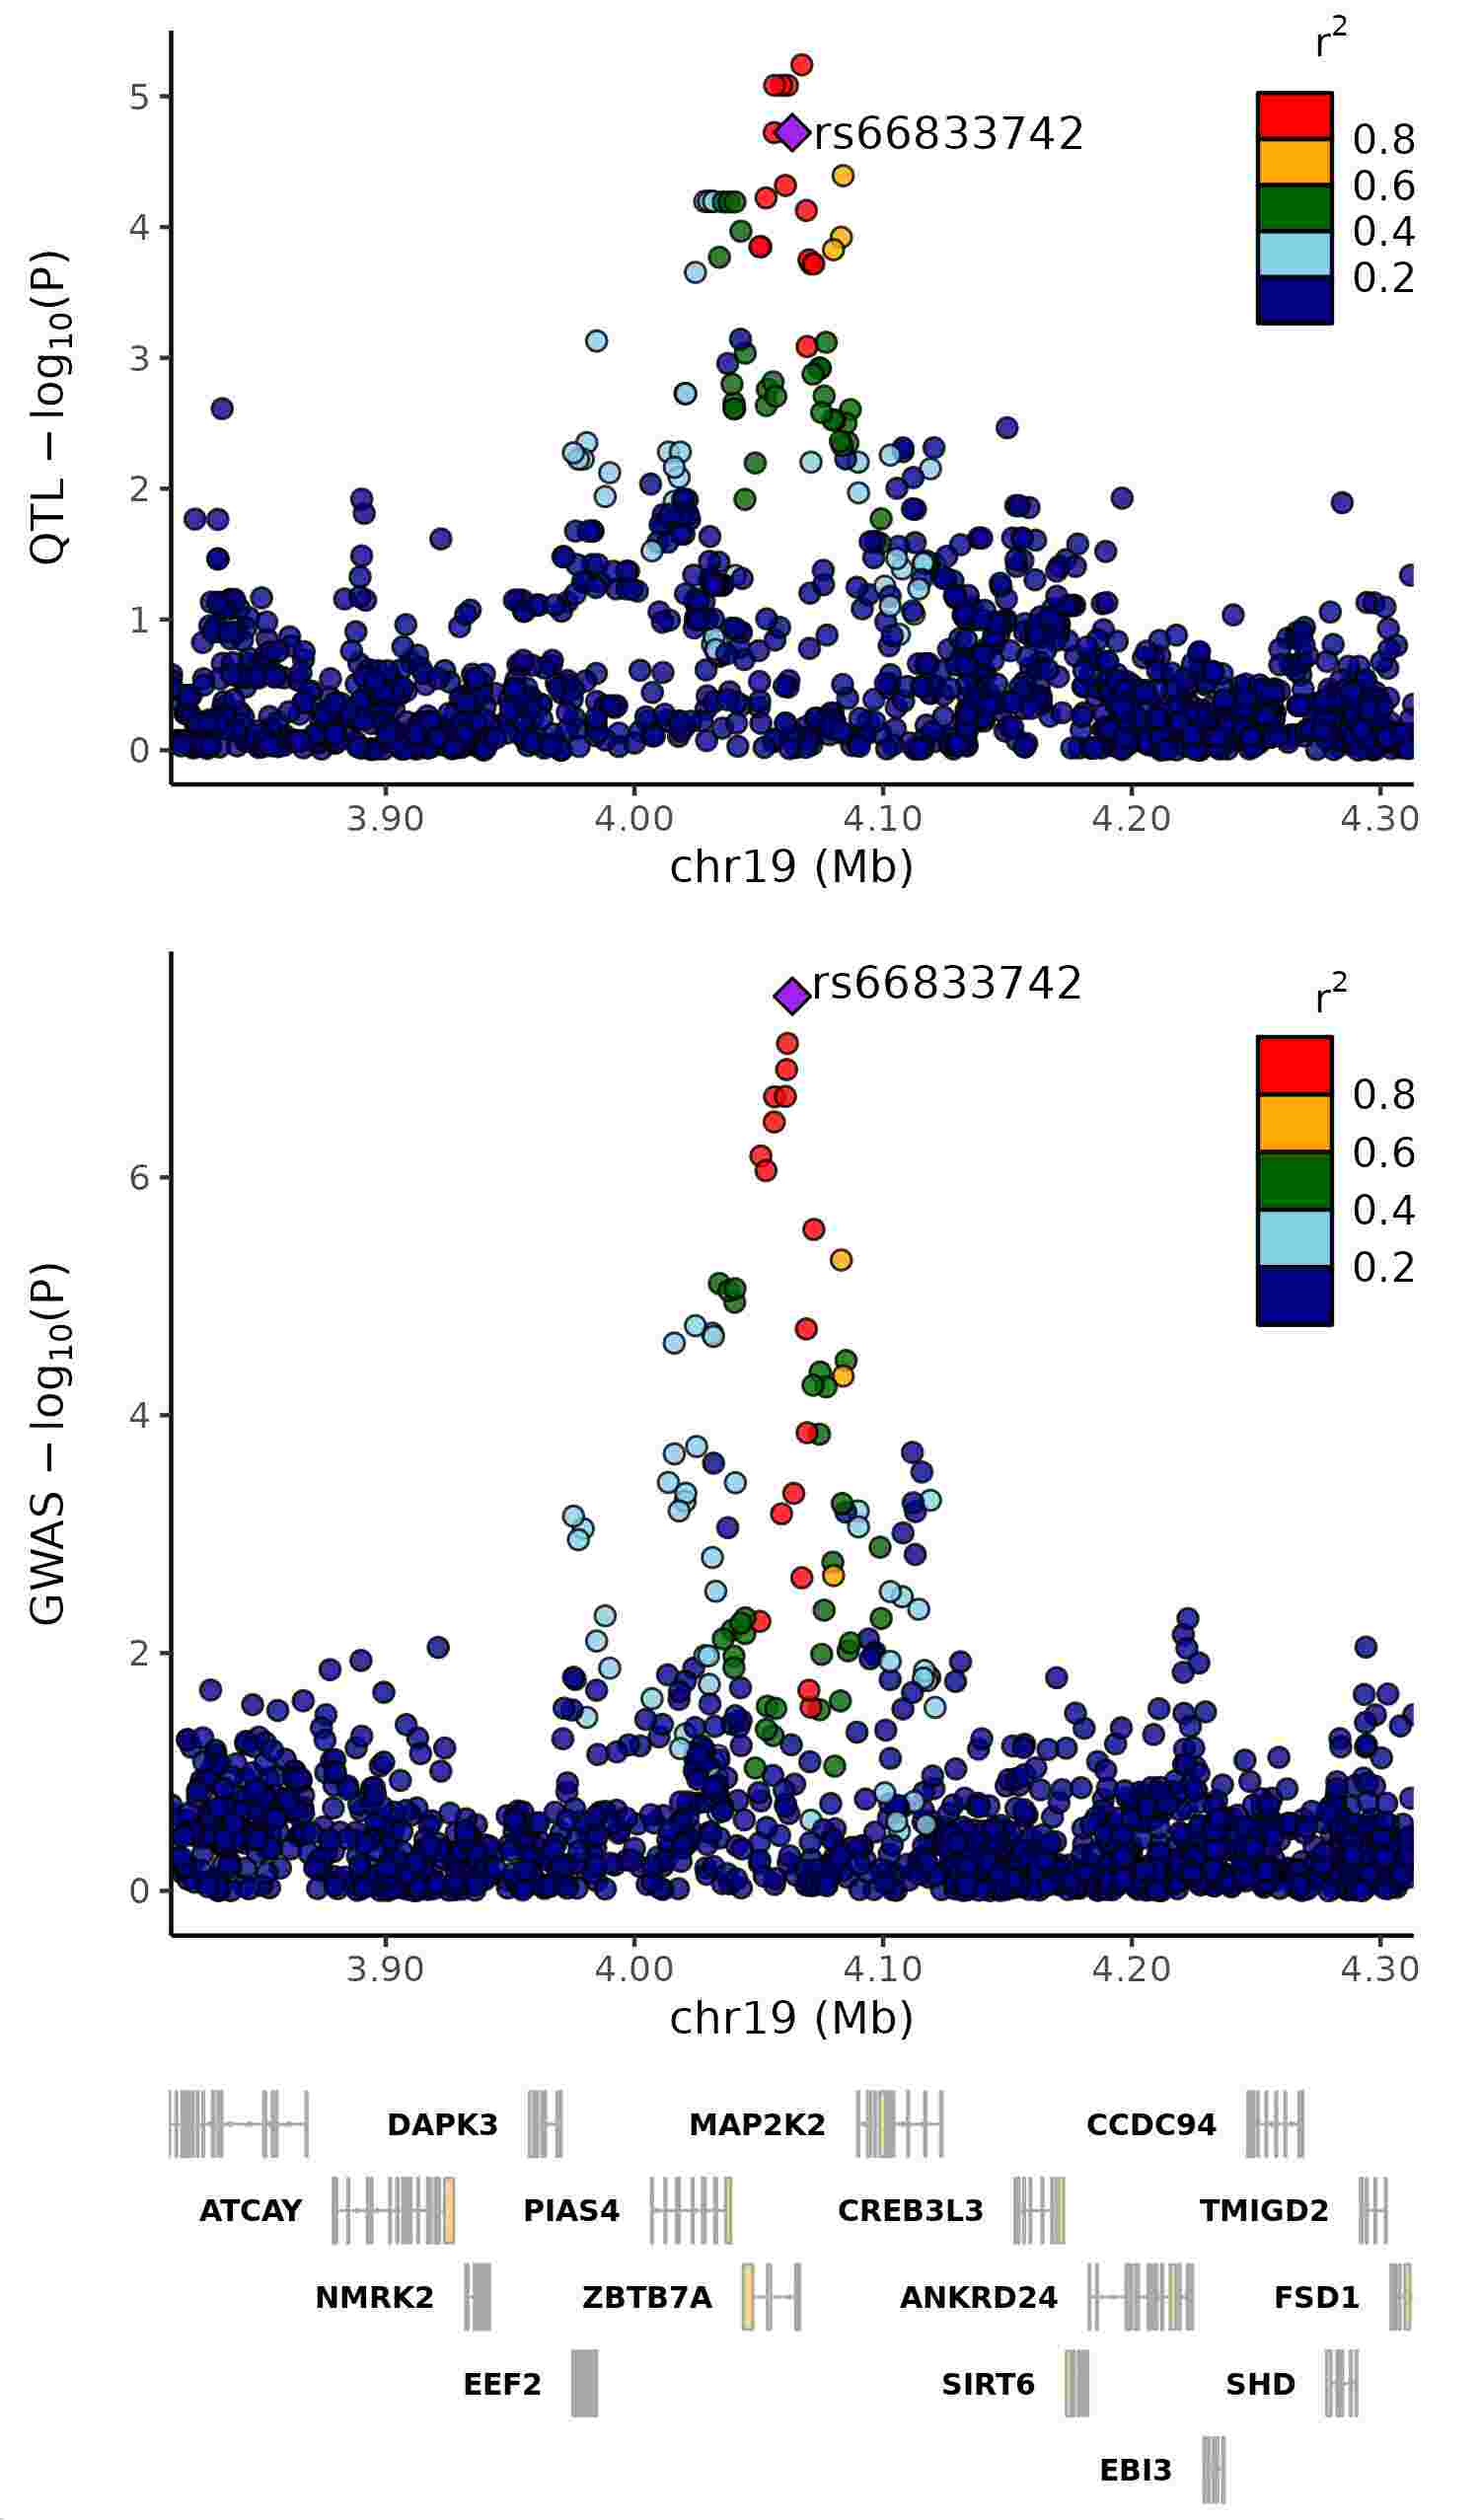 r²
5
4
3
2
1
0
QTL − log₁₀(P)
rs66833742
0.8
0.6
0.4
0.2
3.90 4.00 4.10 4.20 4.30
chr19 (Mb)
rs66833742
r²
0.8
0.6
0.4
0.2
6
4
2
0
GWAS − log₁₀(P)
3.90 4.00 4.10 4.20 4.30
chr19 (Mb)
DAPK3 MAP2K2 CCDC94
ATCAY PIAS4 CREB3L3 TMIGD2
NMRK2 ZBTB7A ANKRD24 FSD1
EEF2 SIRT6 SHD
EBI3